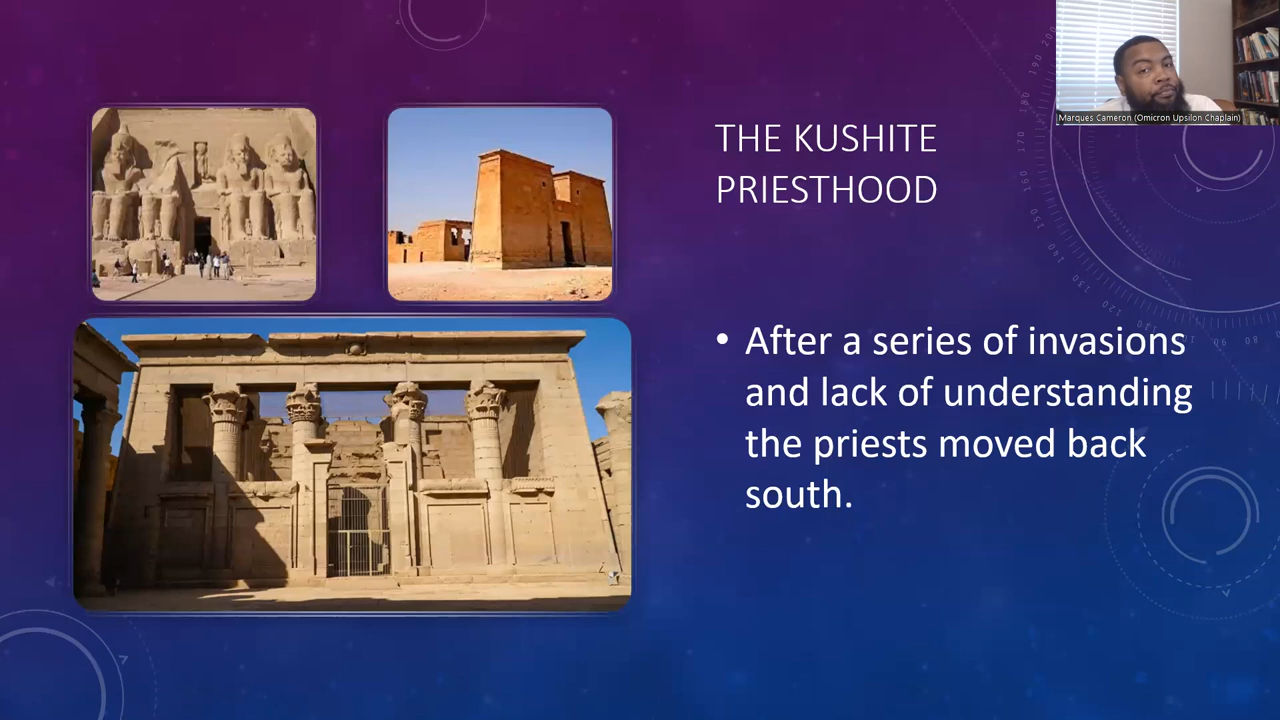 Marques Cameron (Omicron Upsilon Chaplain)
THE KUSHITE
PRIESTHOOD
• After a series of invasions
and lack of understanding
the priests moved back
south.